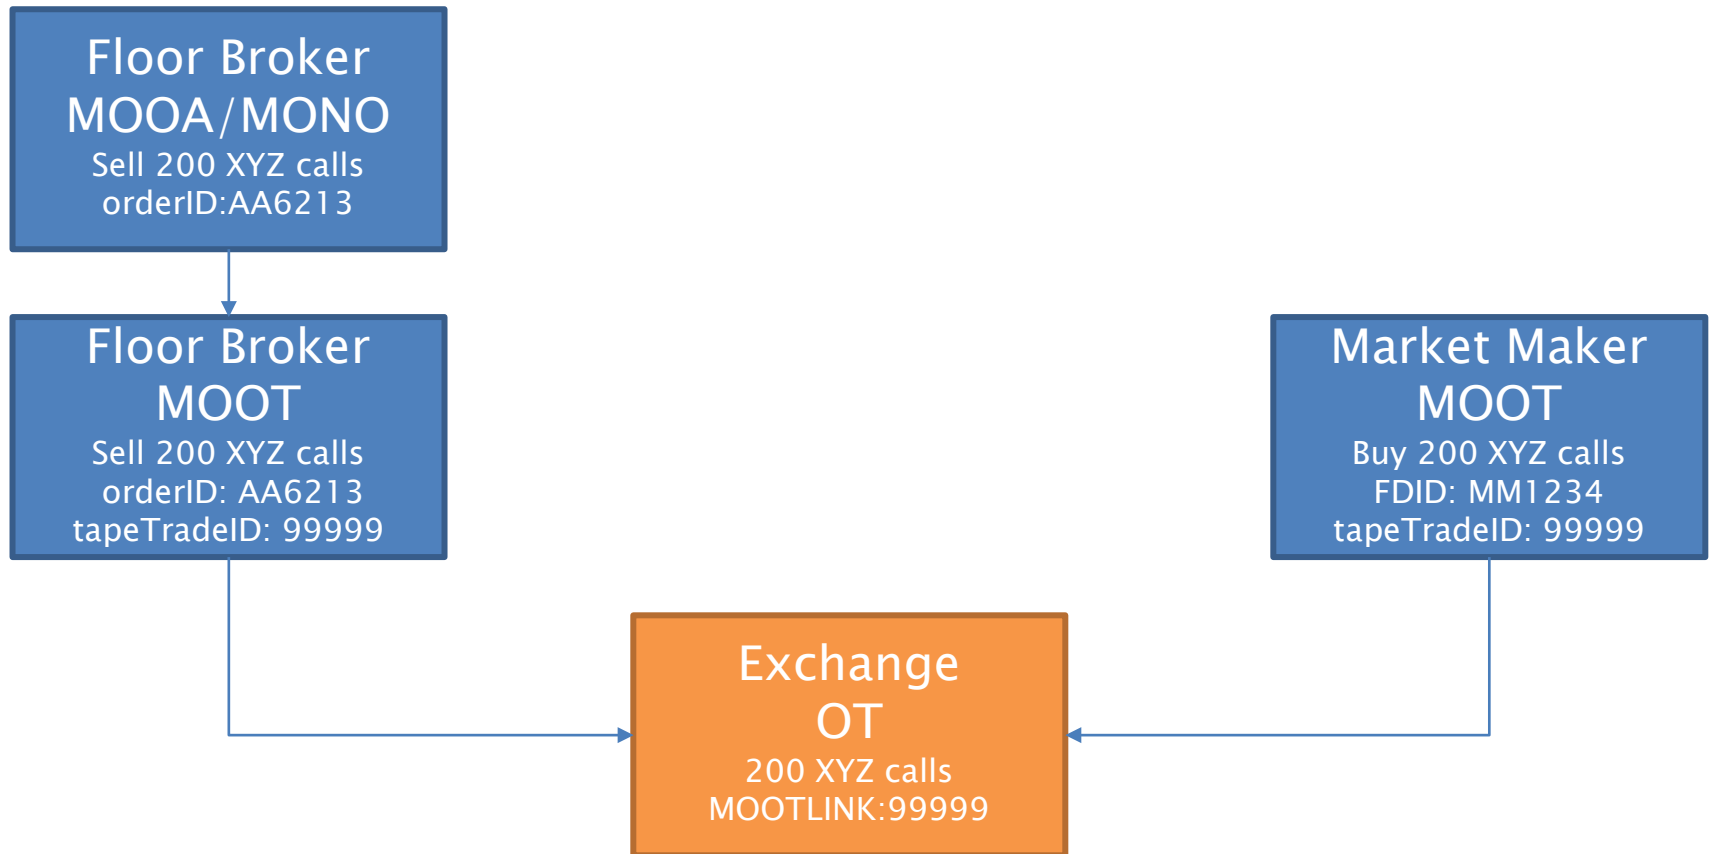 Floor Broker
MOOA/MONO
Sell 200 XYZ calls
orderID:AA6213
Floor Broker
MOOT
Sell 200 XYZ calls
orderID: AA6213
tapeTradeID: 99999
Market Maker
MOOT
Buy 200 XYZ calls
FDID: MM1234
tapeTradeID: 99999
Exchange
OT
200 XYZ calls
MOOTLINK:99999